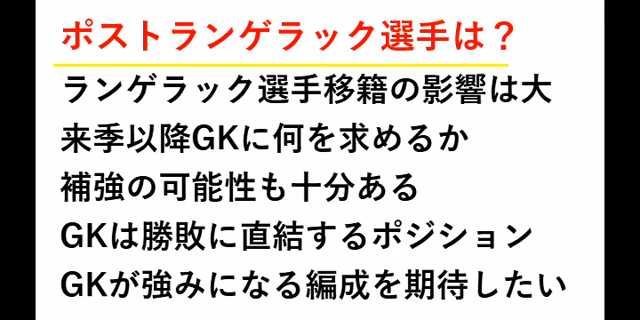 ポストランゲラック選手は？
ランゲラック選手移籍の影響は大
来季以降GKに何を求めるか
補強の可能性も十分ある
GKは勝敗に直結するポジション
GKが強みになる編成を期待したい